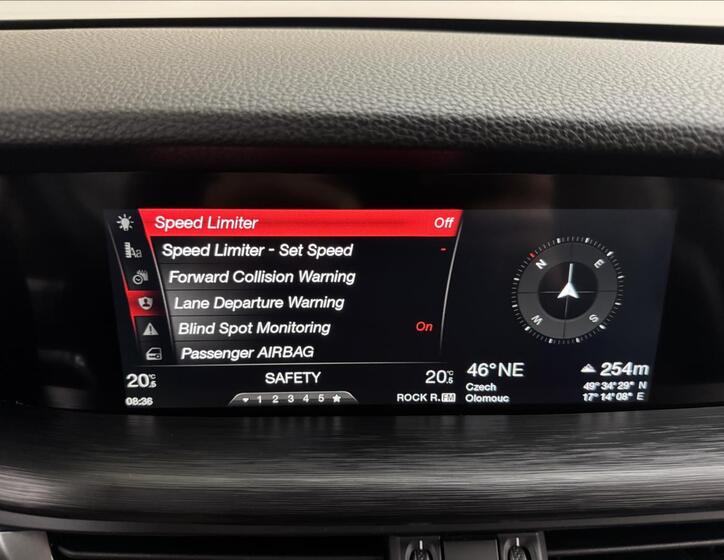 Speed Limiter Off
Speed Limiter - Set Speed -
Forward Collision Warning
Lane Departure Warning
Blind Spot Monitoring On
Passenger AIRBAG
20.5°C SAFETY 20.5°C
08:36 1 2 3 4 5 ROCK R. FM
N E
W S
46°NE 254m
Czech 49°34'29" N
Olomouc 17°14'08" E